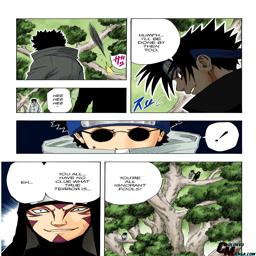 HUMPH...
I'LL BE
DONE BY
THEN
TOO.
HEE
HEE
HEE
!
YOU ALL
HAVE NO
CLUE WHAT
TRUE
TERROR IS...
EH...
YOU'RE
ALL
IGNORANT
FOOLS!